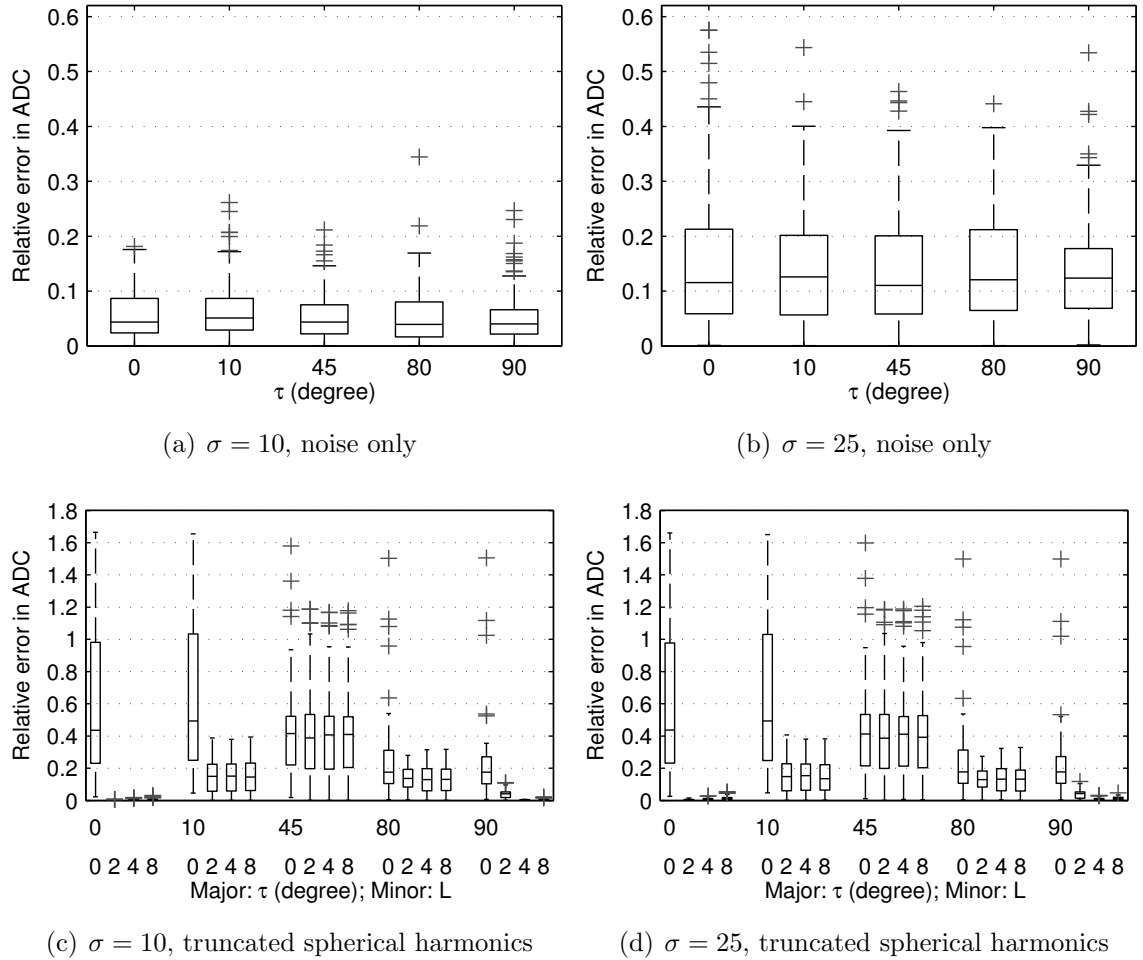 0.6
0.5
0.4
0.3
0.2
0.1
0
Relative error in ADC
0 10 45 80 90
τ (degree)
(a) σ = 10, noise only
0.6
0.5
0.4
0.3
0.2
0.1
0
Relative error in ADC
0 10 45 80 90
τ (degree)
(b) σ = 25, noise only
1.8
1.6
1.4
1.2
1
0.8
0.6
0.4
0.2
0
Relative error in ADC
0 10 45 80 90
0 2 4 8 0 2 4 8 0 2 4 8 0 2 4 8 0 2 4 8
Major: τ (degree); Minor: L
(c) σ = 10, truncated spherical harmonics
1.8
1.6
1.4
1.2
1
0.8
0.6
0.4
0.2
0
Relative error in ADC
0 10 45 80 90
0 2 4 8 0 2 4 8 0 2 4 8 0 2 4 8 0 2 4 8
Major: τ (degree); Minor: L
(d) σ = 25, truncated spherical harmonics